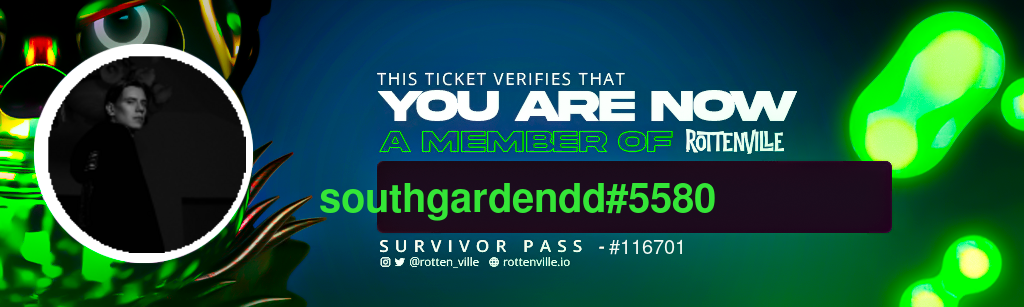 THIS TICKET VERIFIES THAT
YOU ARE NOW
A MEMBER OF ROTTENVILLE
southgardendd#5580
SURVIVOR PASS - #116701
@rotten_ville rottenville.io